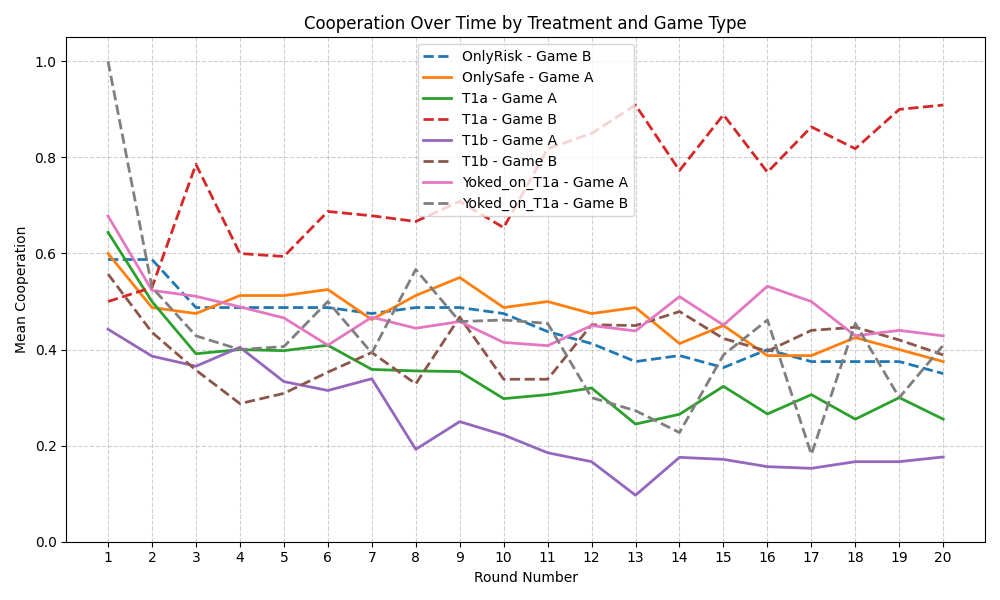 Cooperation Over Time by Treatment and Game Type
Mean Cooperation
1.0
0.8
0.6
0.4
0.2
0.0
OnlyRisk - Game B
OnlySafe - Game A
T1a - Game A
T1a - Game B
T1b - Game A
T1b - Game B
Yoked_on_T1a - Game A
Yoked_on_T1a - Game B
1 2 3 4 5 6 7 8 9 10 11 12 13 14 15 16 17 18 19 20
Round Number